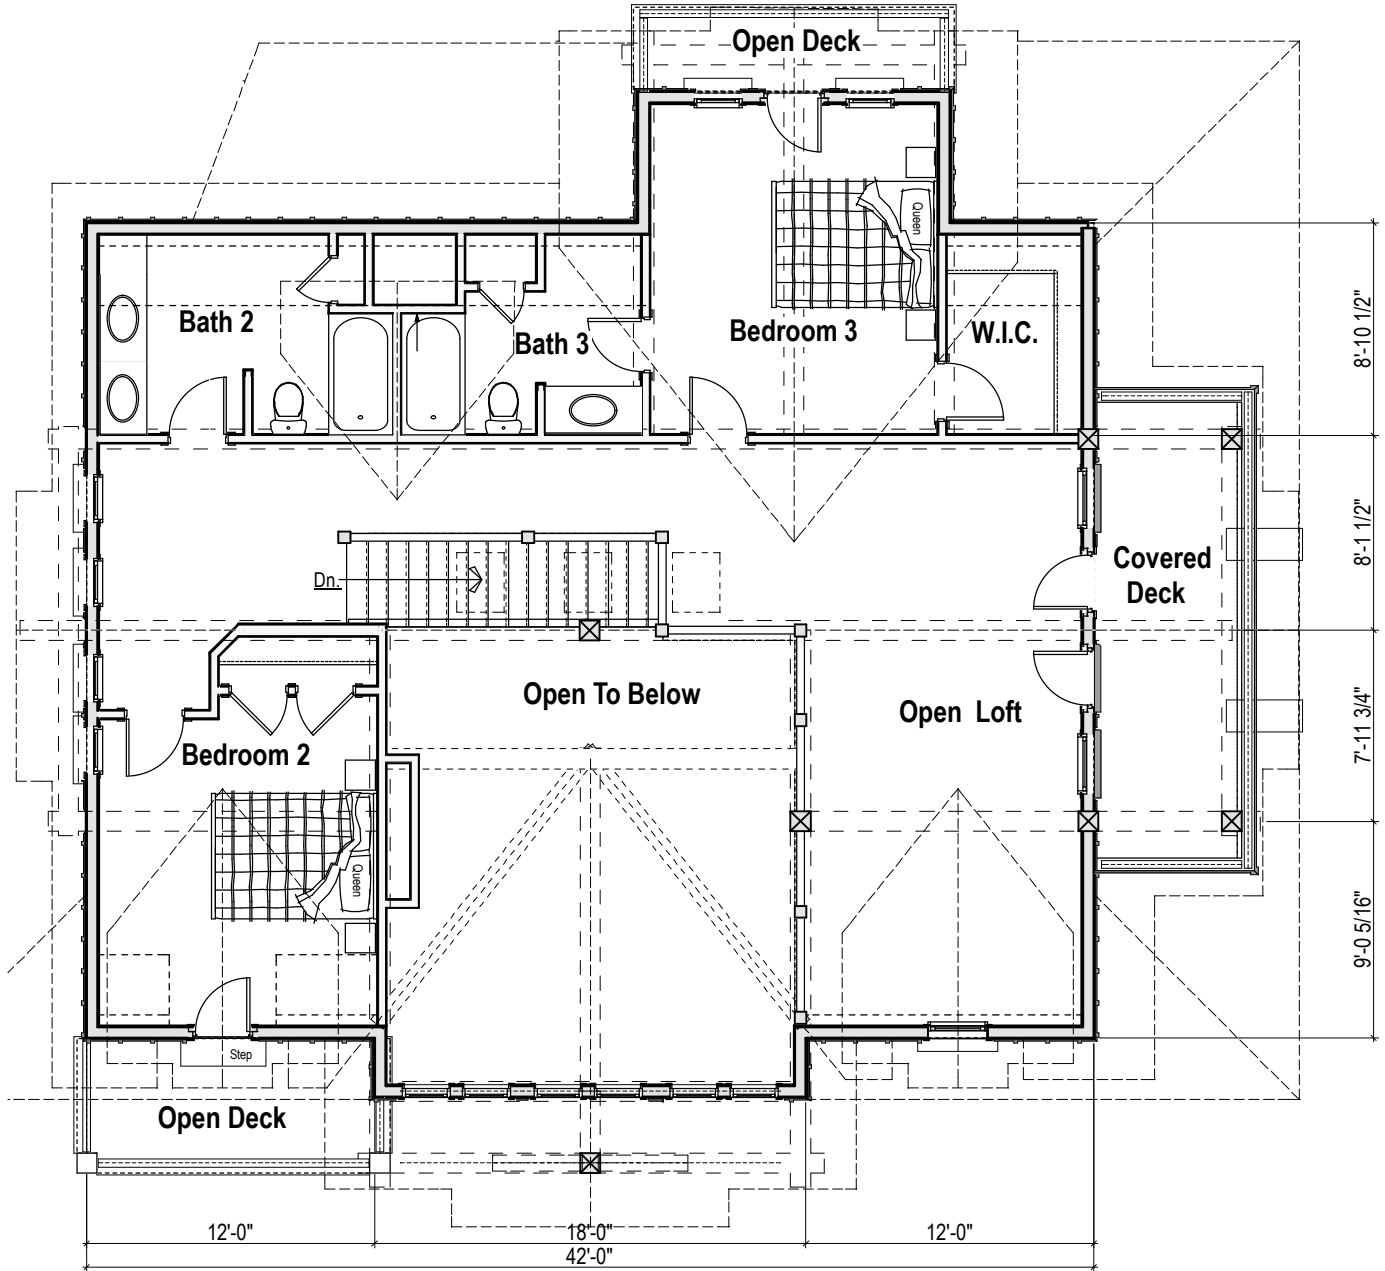 Open Deck
Queen
Bath 2
Bath 3
Bedroom 3
W.I.C.
8'-10 1/2"
8'-1 1/2"
Covered
Deck
Dn.
Open To Below
Open Loft
7'-11 3/4"
Bedroom 2
Queen
9'-0 5/16"
Step
Open Deck
12'-0"
18'-0"
12'-0"
42'-0"